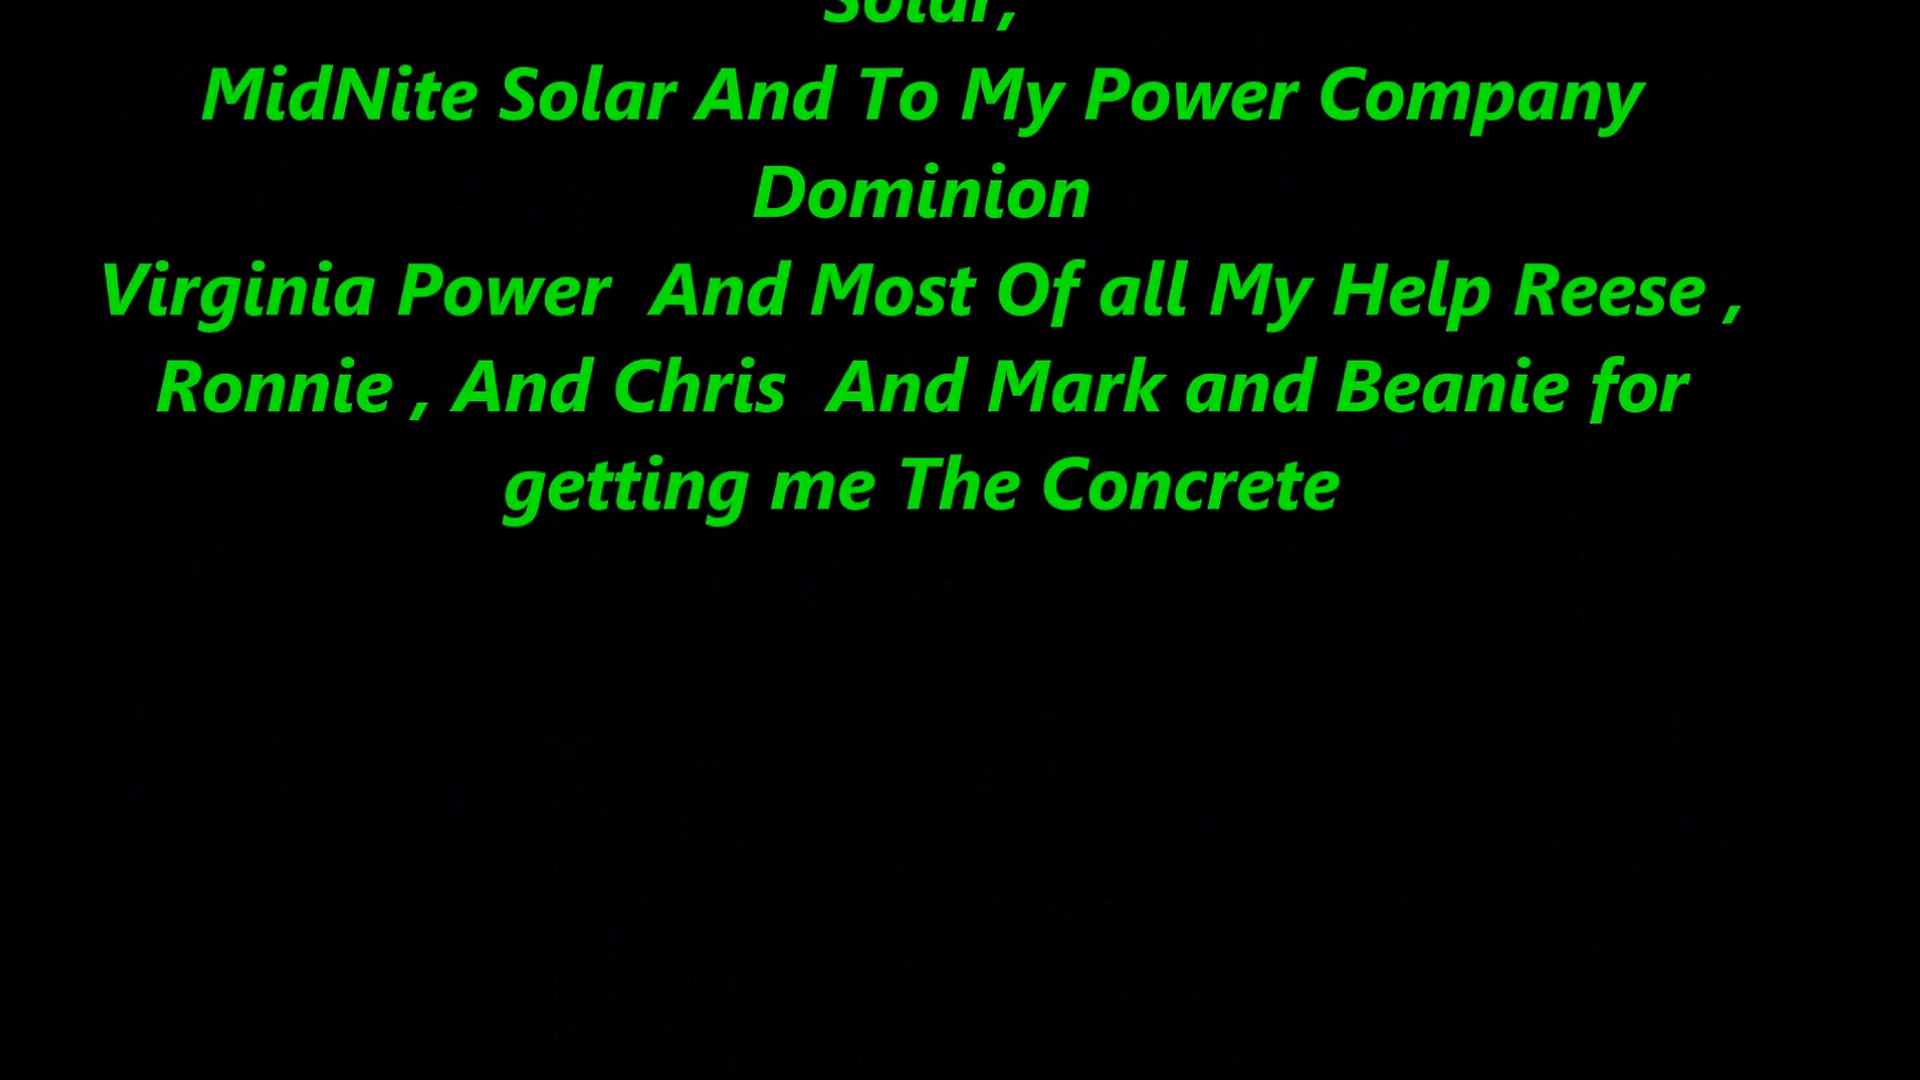 Solar,
MidNite Solar And To My Power Company
Dominion
Virginia Power  And Most Of all My Help Reese ,
Ronnie , And Chris  And Mark and Beanie for
getting me The Concrete